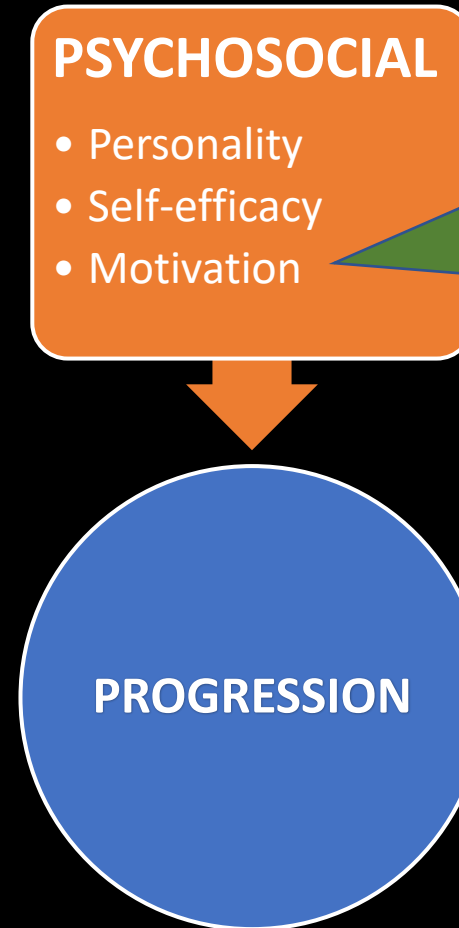 PSYCHOSOCIAL
• Personality
• Self-efficacy
• Motivation
PROGRESSION